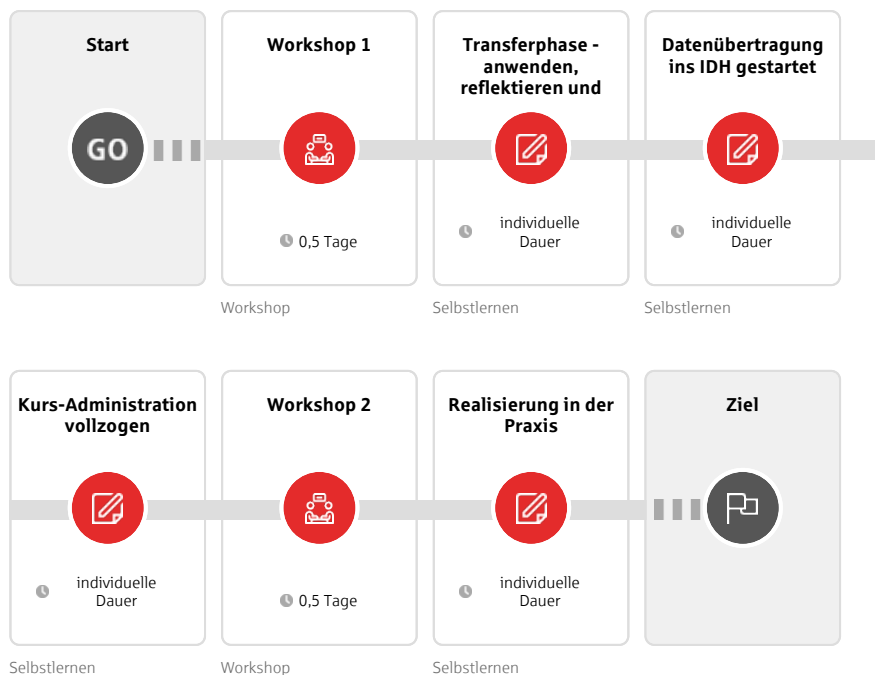 Start
GO
Workshop 1
0,5 Tage
Workshop
Transferphase -
anwenden,
reflektieren und
individuelle
Dauer
Selbstlernen
Datenübertragung
ins IDH gestartet
individuelle
Dauer
Selbstlernen
Kurs-Administration
vollzogen
individuelle
Dauer
Selbstlernen
Workshop 2
0,5 Tage
Workshop
Realisierung in der
Praxis
individuelle
Dauer
Selbstlernen
Ziel